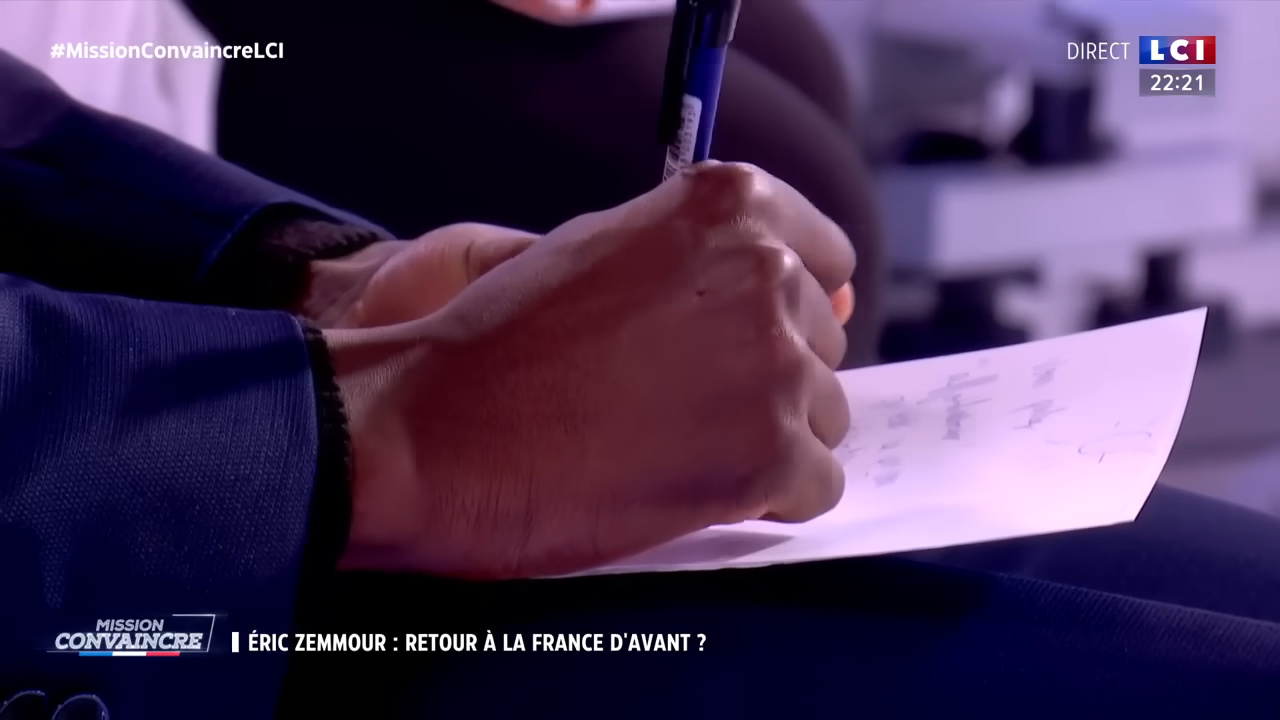 #MissionConvaincreLCI
DIRECT LCI
22:21
MISSION
CONVAINCRE
ÉRIC ZEMMOUR : RETOUR À LA FRANCE D'AVANT ?